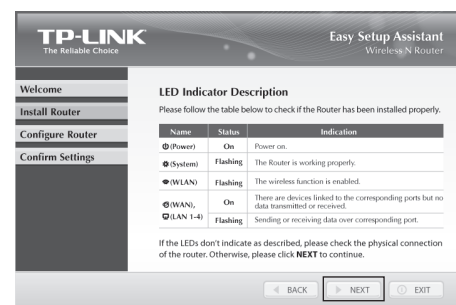 TP-LINK
The Reliable Choice
Easy Setup Assistant
Wireless N Router
Welcome
Install Router
Configure Router
Confirm Settings
LED Indicator Description
Please follow the table below to check if the Router has been installed properly.
Name Status Indication
(Power) On Power on.
(System) Flashing The Router is working properly.
(WLAN) Flashing The wireless function is enabled.
(WAN), (LAN 1-4) On There are devices linked to the corresponding ports but no
data transmitted or received.
Flashing Sending or receiving data over corresponding port.
If the LEDs don't indicate as described, please check the physical connection
of the router. Otherwise, please click NEXT to continue.
BACK NEXT EXIT